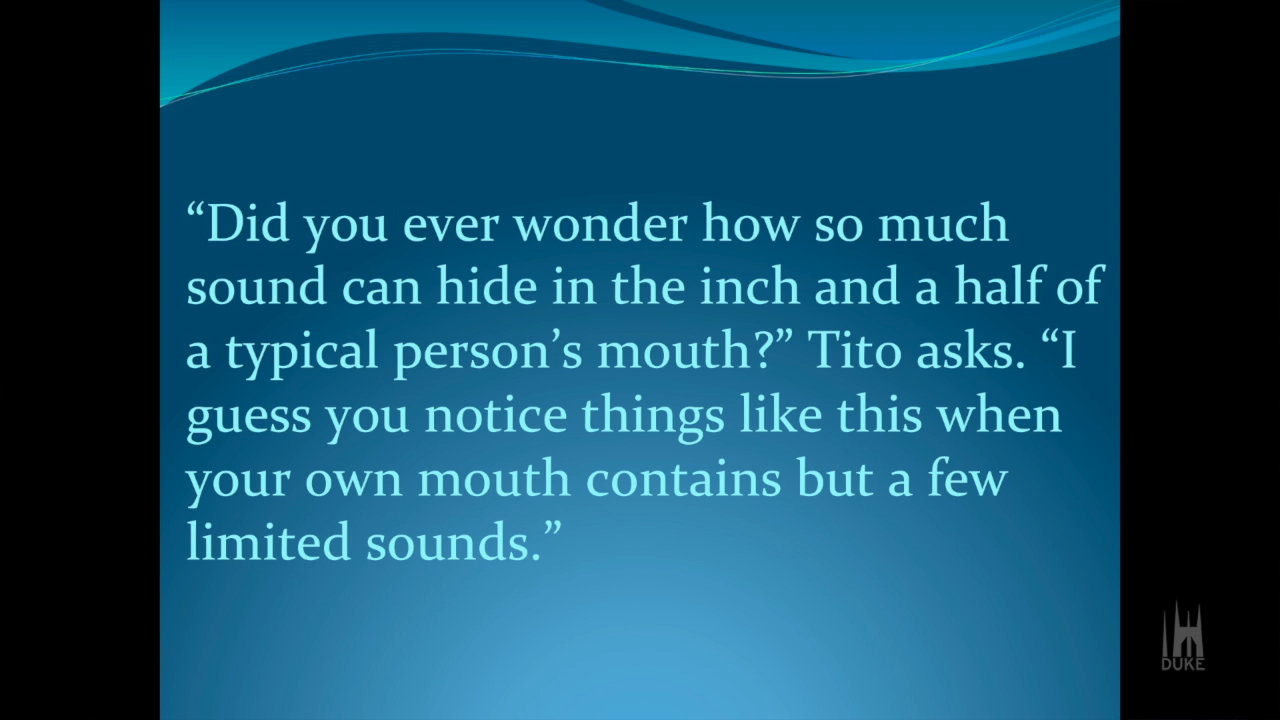 “Did you ever wonder how so much
sound can hide in the inch and a half of
a typical person’s mouth?” Tito asks. “I
guess you notice things like this when
your own mouth contains but a few
limited sounds.”
DUKE